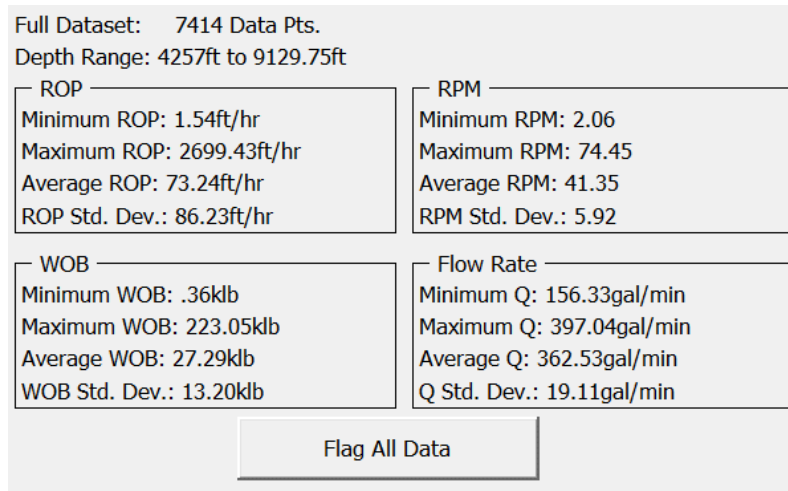 Full Dataset: 7414 Data Pts.
Depth Range: 4257ft to 9129.75ft
ROP
Minimum ROP: 1.54ft/hr
Maximum ROP: 2699.43ft/hr
Average ROP: 73.24ft/hr
ROP Std. Dev.: 86.23ft/hr
RPM
Minimum RPM: 2.06
Maximum RPM: 74.45
Average RPM: 41.35
RPM Std. Dev.: 5.92
WOB
Minimum WOB: .36klb
Maximum WOB: 223.05klb
Average WOB: 27.29klb
WOB Std. Dev.: 13.20klb
Flow Rate
Minimum Q: 156.33gal/min
Maximum Q: 397.04gal/min
Average Q: 362.53gal/min
Q Std. Dev.: 19.11gal/min
Flag All Data